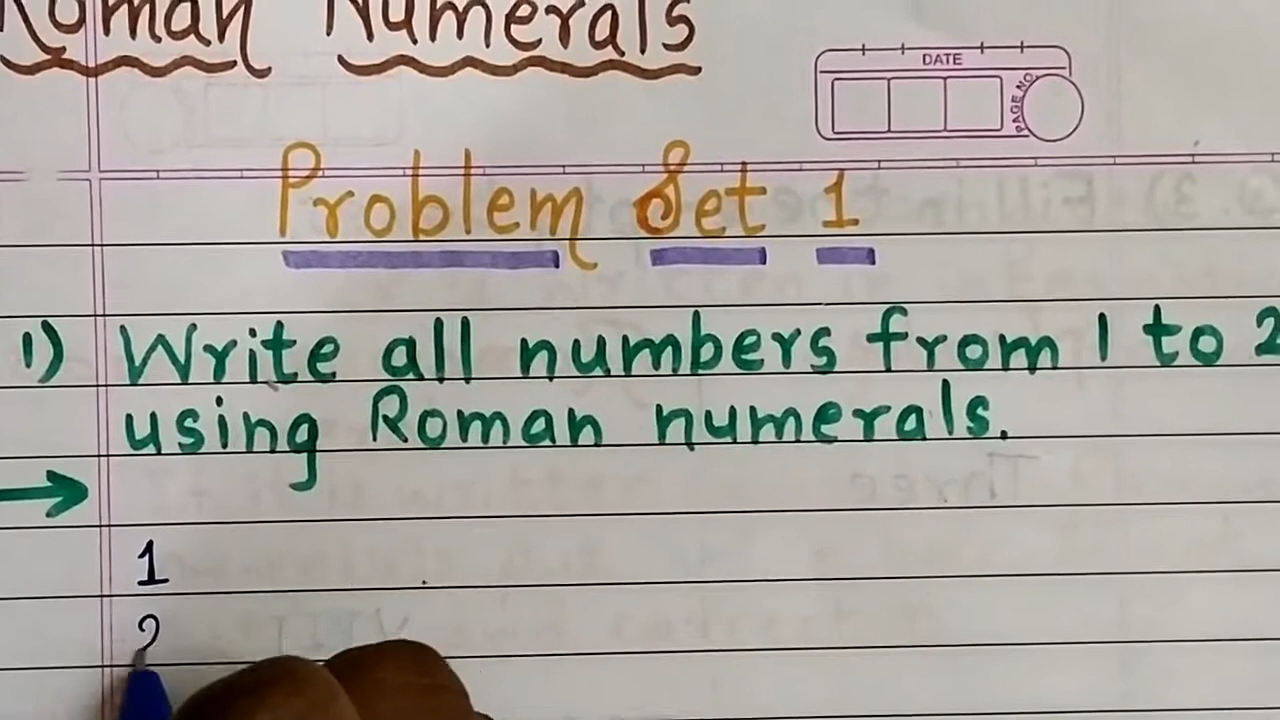 Roman Numerals
DATE
PAGE NO.
Problem Set 1
1) Write all numbers from 1 to 2
using Roman numerals.
1
2